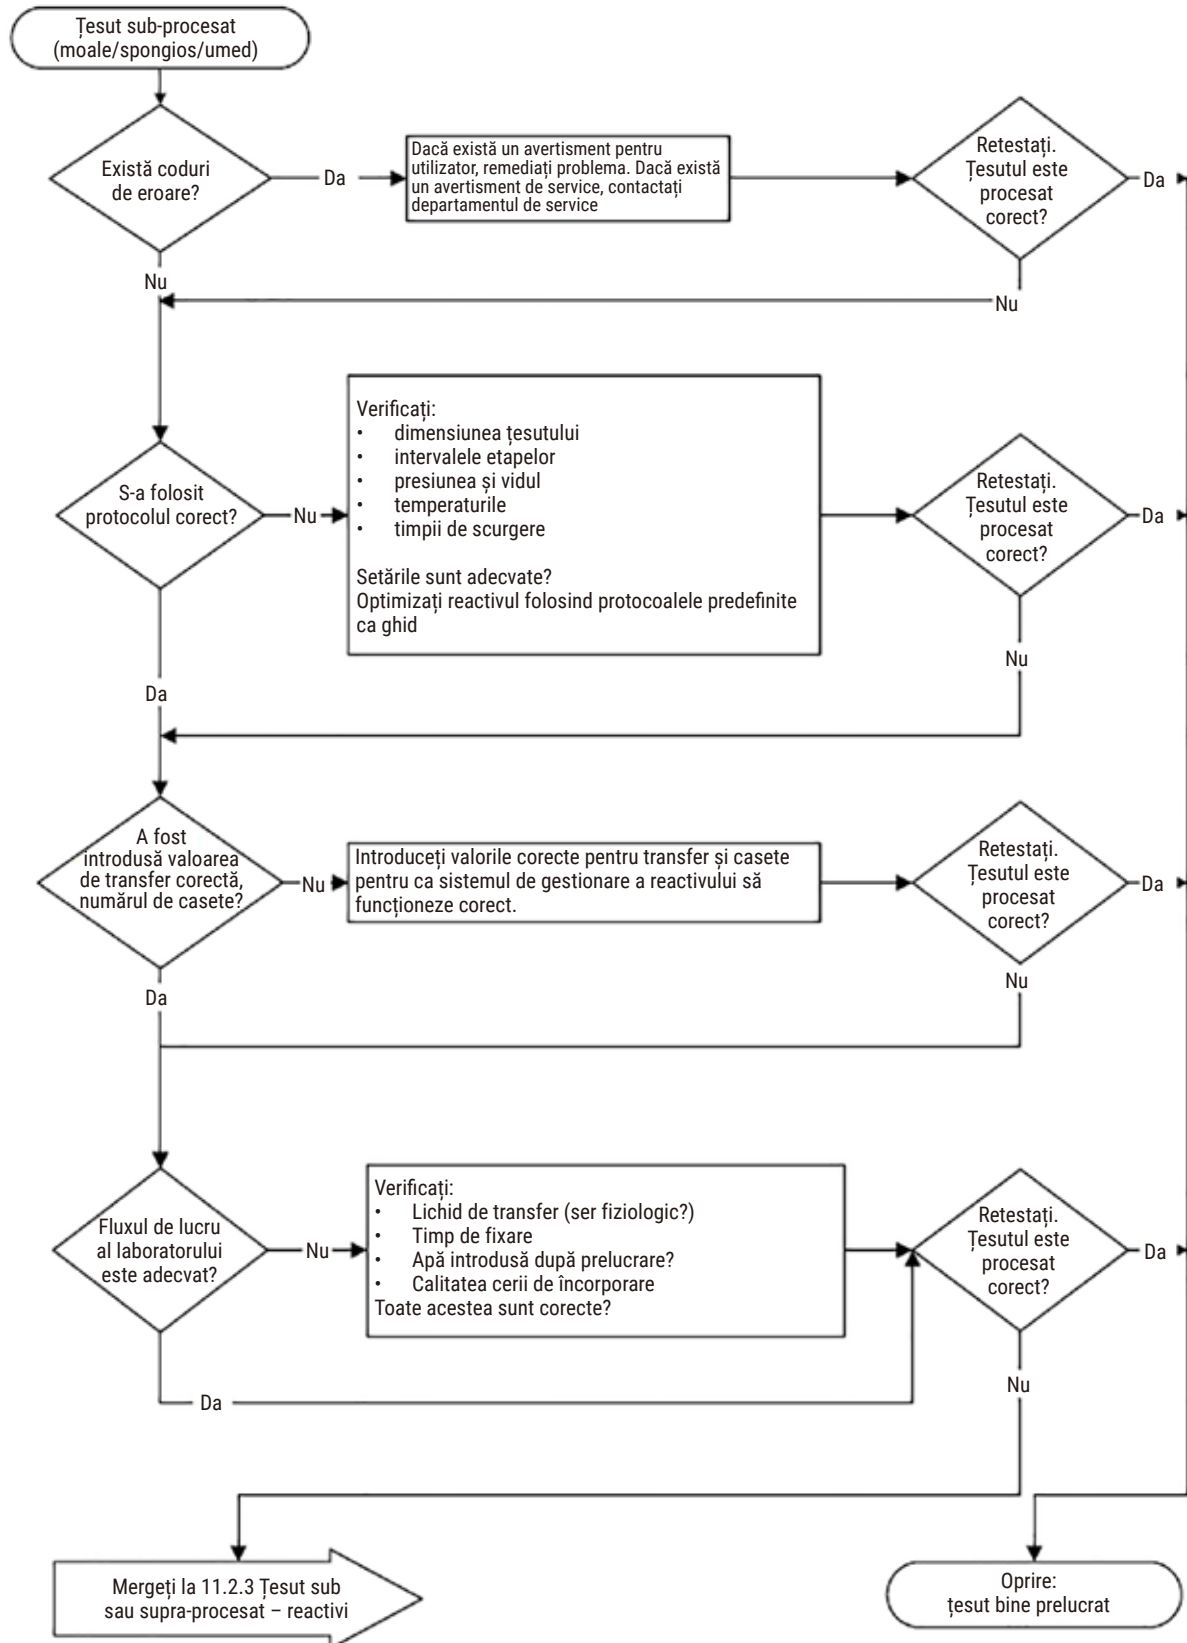 Țesut sub-procesat
(moale/spongios/umed)
Există coduri
de eroare?
Da
Dacă există un avertisment pentru
utilizator, remediați problema. Dacă există
un avertisment de service, contactați
departamentul de service
Retestați.
Țesutul este
procesat
corect?
Da
Nu
Nu
S-a folosit
protocolul corect?
Nu
Verificați:
• dimensiunea țesutului
• intervalele etapelor
• presiunea și vidul
• temperaturile
• timpii de scurgere
Setările sunt adecvate?
Optimizați reactivul folosind protocoalele predefinite
ca ghid
Retestați.
Țesutul este
procesat
corect?
Da
Nu
Da
A fost
introdusă valoarea
de transfer corectă,
numărul de casete?
Nu
Introduceți valorile corecte pentru transfer și casete
pentru ca sistemul de gestionare a reactivului să
funcționeze corect.
Retestați.
Țesutul este
procesat
corect?
Da
Nu
Da
Fluxul de lucru
al laboratorului
este adecvat?
Nu
Verificați:
• Lichid de transfer (ser fiziologic?)
• Timp de fixare
• Apă introdusă după prelucrare?
• Calitatea cerii de încorporare
Toate acestea sunt corecte?
Retestați.
Țesutul este
procesat
corect?
Da
Nu
Da
Mergeți la 11.2.3 Țesut sub
sau supra-procesat – reactivi
Oprire:
țesut bine prelucrat